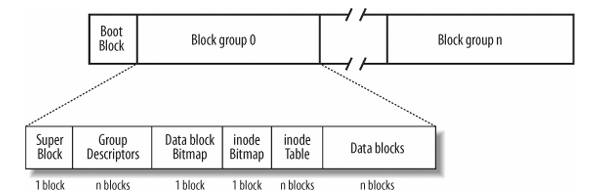 Boot
Block
Block group 0
Block group n
Super
Block
Group
Descriptors
Data block
Bitmap
inode
Bitmap
inode
Table
Data blocks
1 block
n blocks
1 block
1 block
n blocks
n blocks